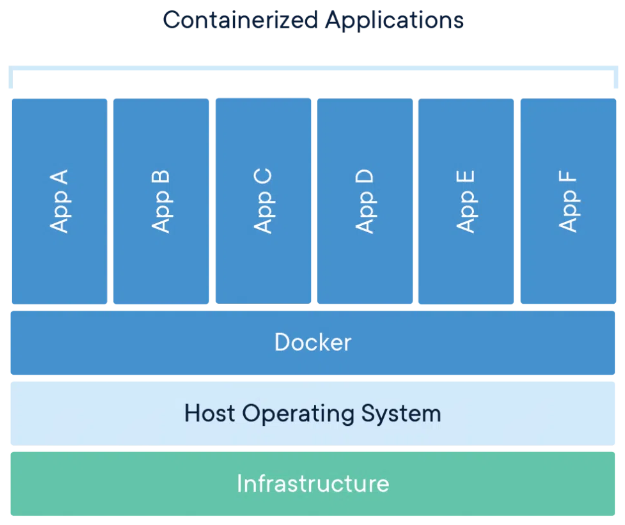 Containerized Applications
App A
App B
App C
App D
App E
App F
Docker
Host Operating System
Infrastructure